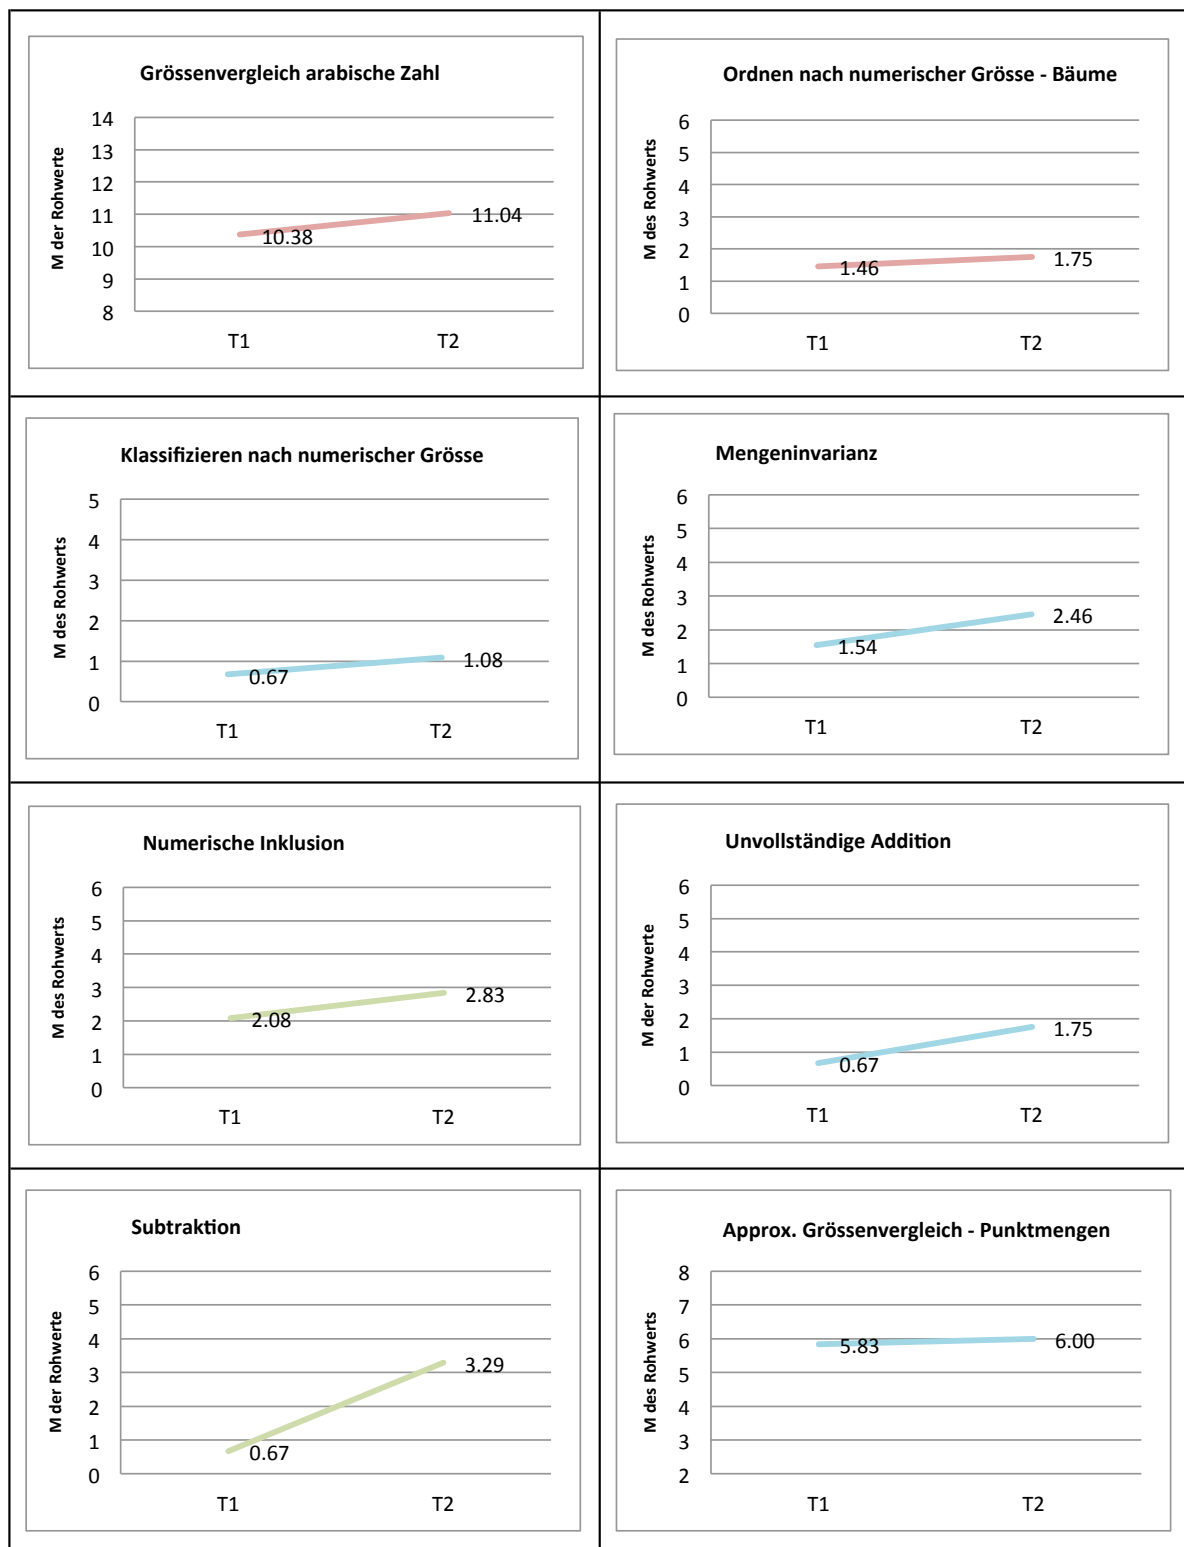 Grössenvergleich arabische Zahl
M der Rohwerte
14
13
12
11
10
9
8
10.38
11.04
T1
T2
Ordnen nach numerischer Grösse - Bäume
M des Rohwerts
6
5
4
3
2
1
0
1.46
1.75
T1
T2
Klassifizieren nach numerischer Grösse
M des Rohwerts
5
4
3
2
1
0
0.67
1.08
T1
T2
Mengeninvarianz
M des Rohwerts
6
5
4
3
2
1
0
1.54
2.46
T1
T2
Numerische Inklusion
M des Rohwerts
6
5
4
3
2
1
0
2.08
2.83
T1
T2
Unvollständige Addition
M der Rohwerte
6
5
4
3
2
1
0
0.67
1.75
T1
T2
Subtraktion
M der Rohwerte
6
5
4
3
2
1
0
0.67
3.29
T1
T2
Approx. Grössenvergleich - Punktmengen
M des Rohwerts
8
7
6
5
4
3
2
5.83
6.00
T1
T2